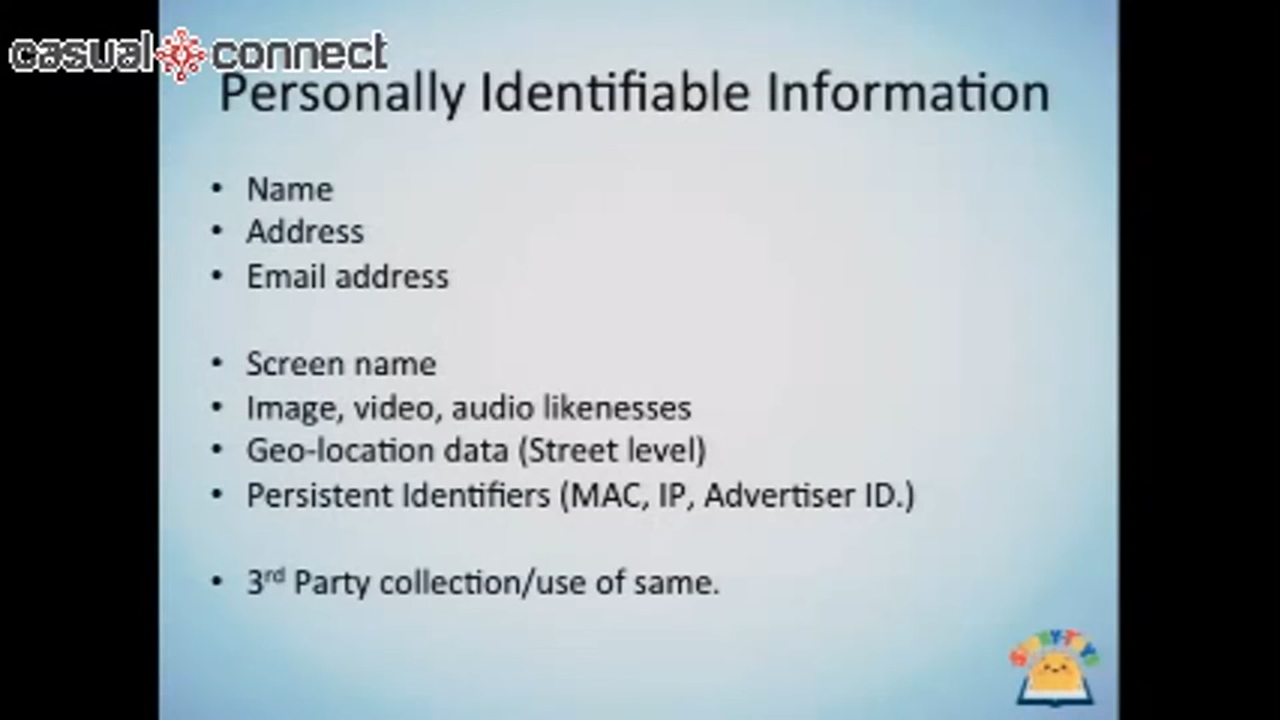 casual connect
Personally Identifiable Information
• Name
• Address
• Email address
• Screen name
• Image, video, audio likenesses
• Geo-location data (Street level)
• Persistent Identifiers (MAC, IP, Advertiser ID.)
• 3rd Party collection/use of same.